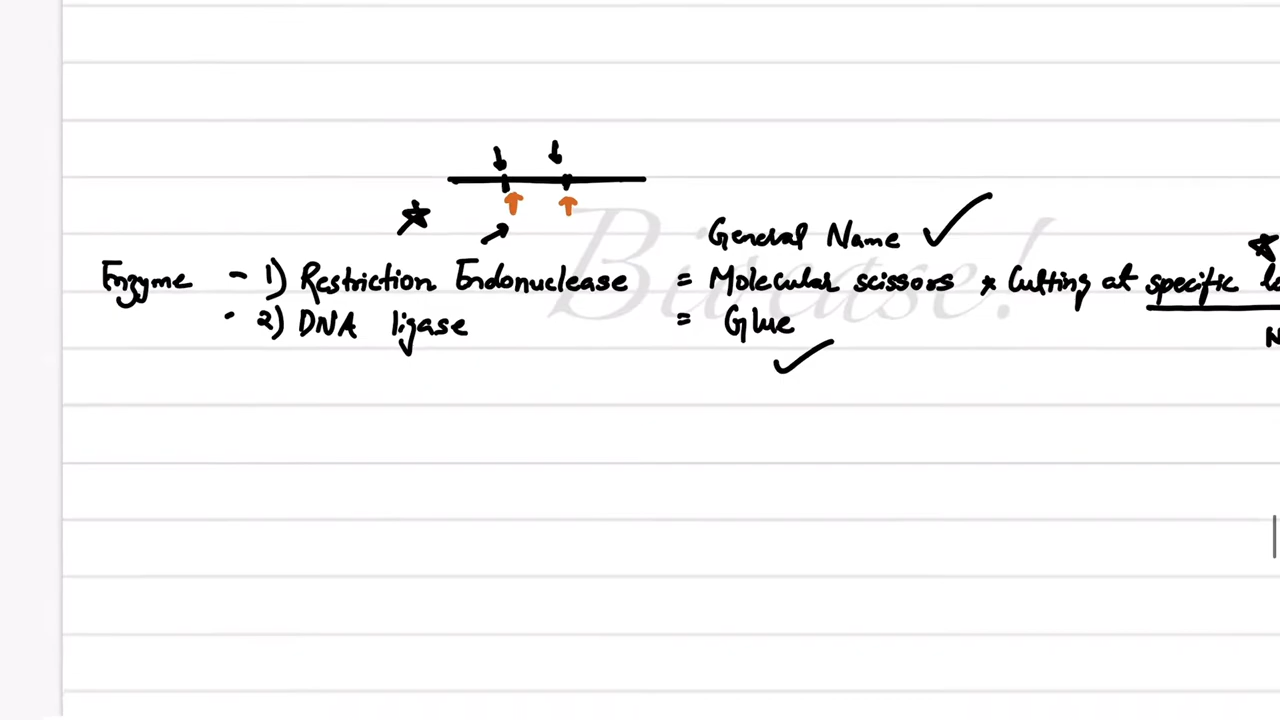 General Name
Enzyme - 1) Restriction Endonuclease = Molecular scissors * Cutting at specific
2) DNA ligase = Glue